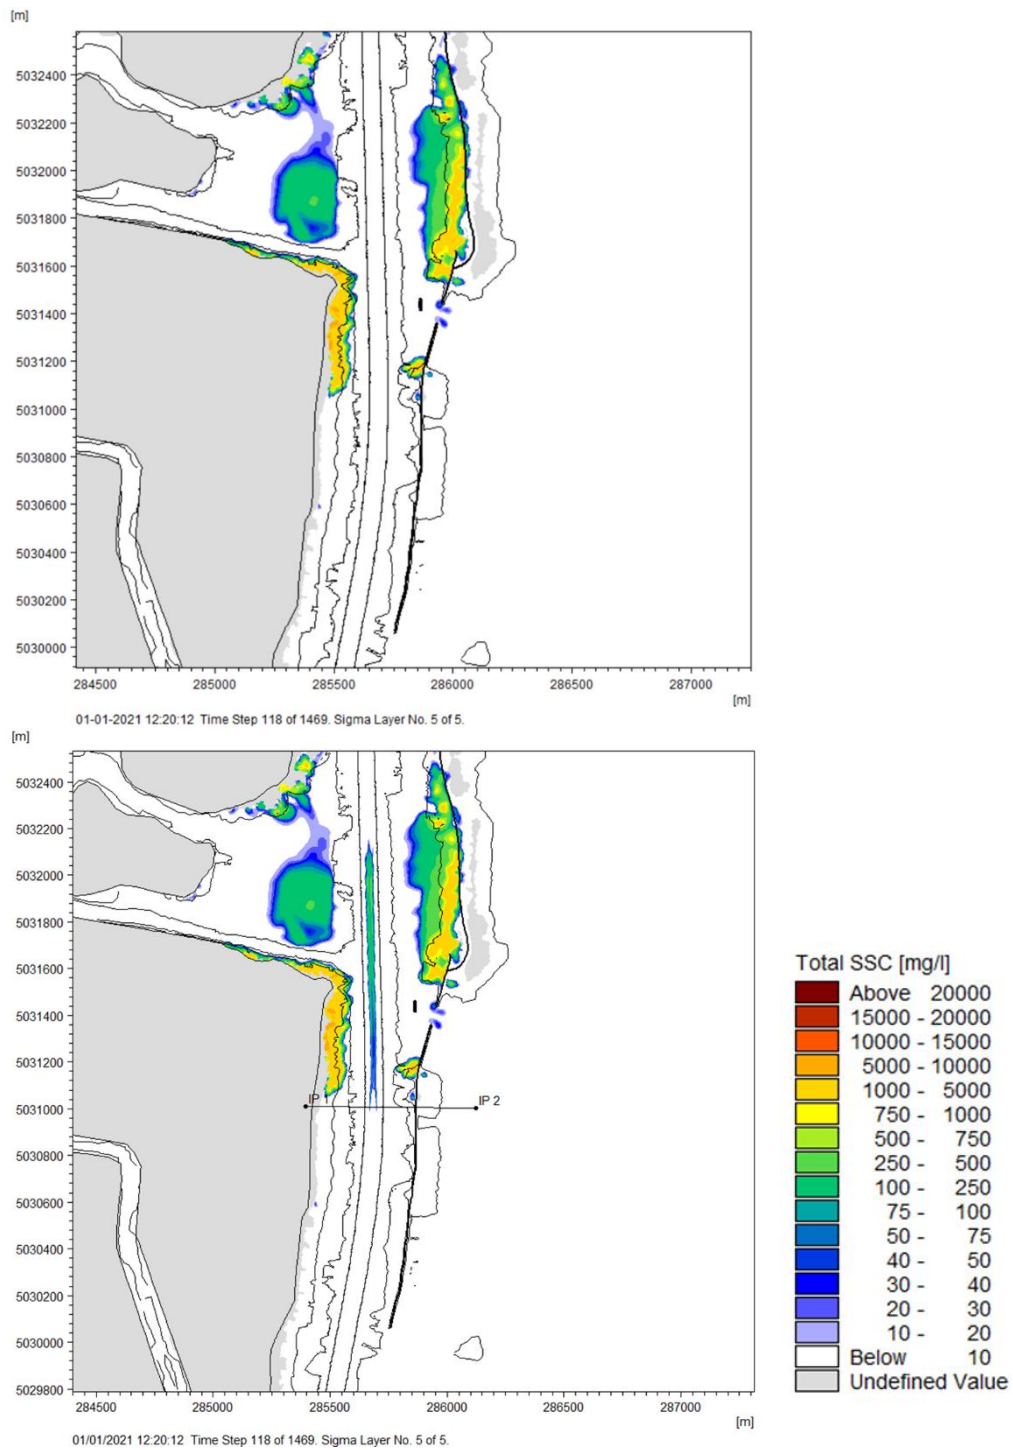 [m]
5032400
5032200
5032000
5031800
5031600
5031400
5031200
5031000
5030800
5030600
5030400
5030200
5030000
284500 285000 285500 286000 286500 287000
[m]
01-01-2021 12:20:12 Time Step 118 of 1469. Sigma Layer No. 5 of 5.
[m]
5032400
5032200
5032000
5031800
5031600
5031400
5031200
5031000
IP 1
IP 2
5030800
5030600
5030400
5030200
5030000
5029800
284500 285000 285500 286000 286500 287000
[m]
01/01/2021 12:20:12 Time Step 118 of 1469. Sigma Layer No. 5 of 5.
Total SSC [mg/l]
Above 20000
15000 - 20000
10000 - 15000
5000 - 10000
1000 - 5000
750 - 1000
500 - 750
250 - 500
100 - 250
75 - 100
50 - 75
40 - 50
30 - 40
20 - 30
10 - 20
Below 10
Undefined Value